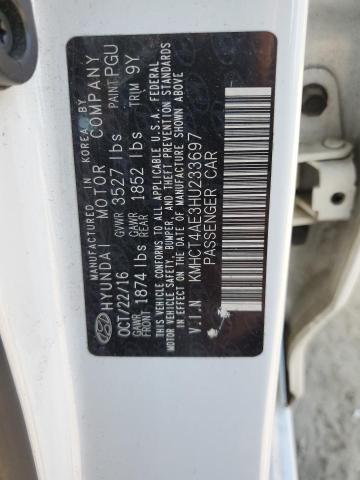 MANUFACTURED IN KOREA BY
HYUNDAI MOTOR COMPANY
OCT/22/16 GVWR 3527 lbs PAINT PGU
GAWR FRONT 1874 lbs GAWR REAR 1852 lbs TRIM 9Y
THIS VEHICLE CONFORMS TO ALL APPLICABLE U.S.A. FEDERAL
MOTOR VEHICLE SAFETY, BUMPER, AND THEFT PREVENTION STANDARDS
IN EFFECT ON THE DATE OF MANUFACTURE SHOWN ABOVE
V.I.N KMHCT4AE3HU233697
PASSENGER CAR